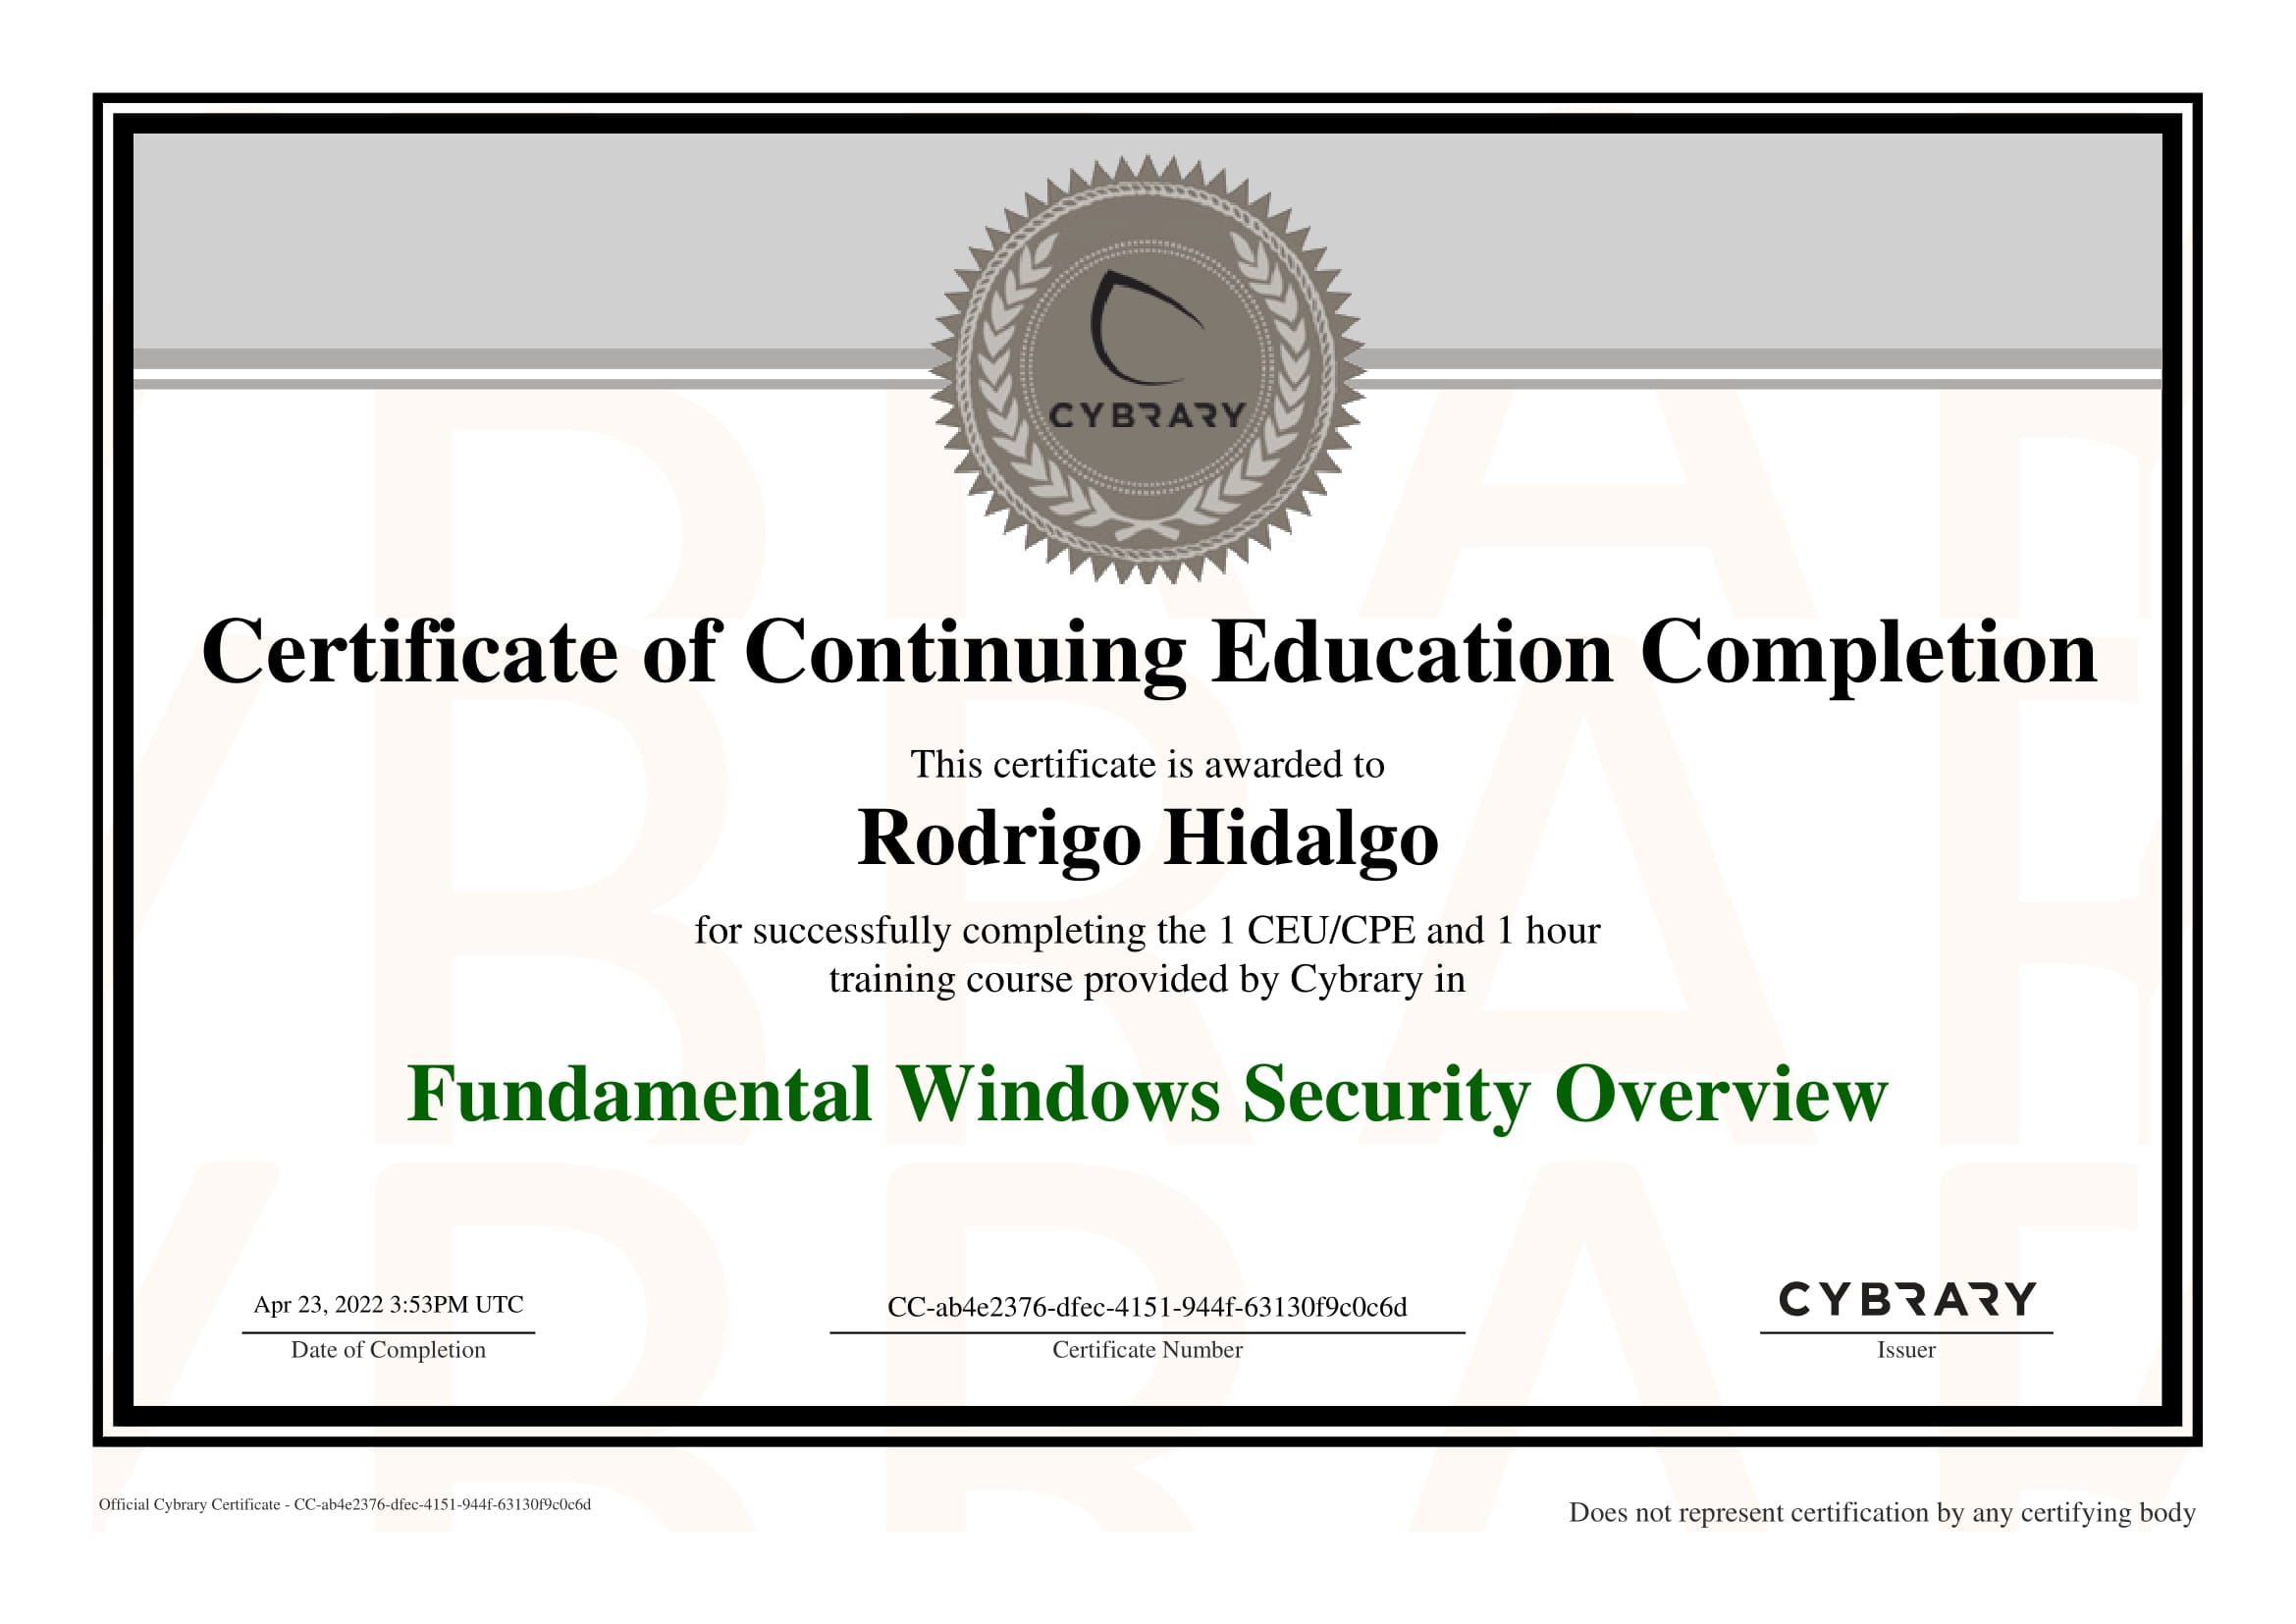 CYBRARY
Certificate of Continuing Education Completion
This certificate is awarded to
Rodrigo Hidalgo
for successfully completing the 1 CEU/CPE and 1 hour
training course provided by Cybrary in
Fundamental Windows Security Overview
Apr 23, 2022 3:53PM UTC
Date of Completion
CC-ab4e2376-dfec-4151-944f-63130f9c0c6d
Certificate Number
CYBRARY
Issuer
Official Cybrary Certificate - CC-ab4e2376-dfec-4151-944f-63130f9c0c6d
Does not represent certification by any certifying body